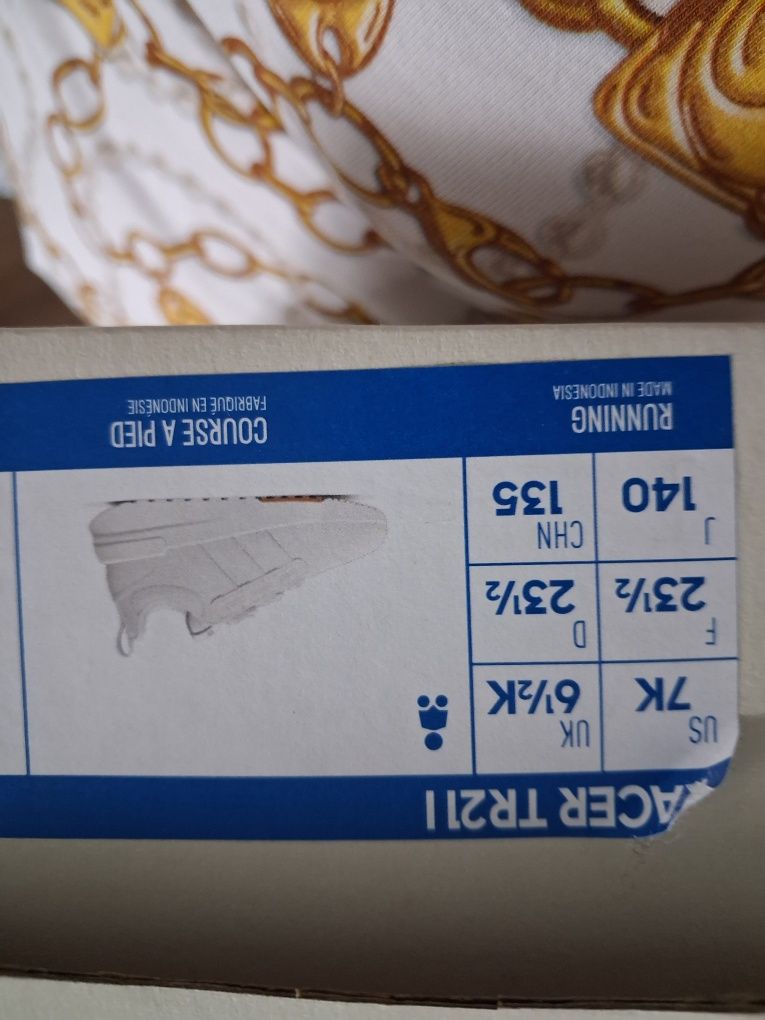 RACER TR21 I
US
7K
UK
6½K
F
23½
D
23½
J
140
CHN
135
RUNNING
MADE IN INDONESIA
COURSE A PIED
FABRIQUÉ EN INDONÉSIE